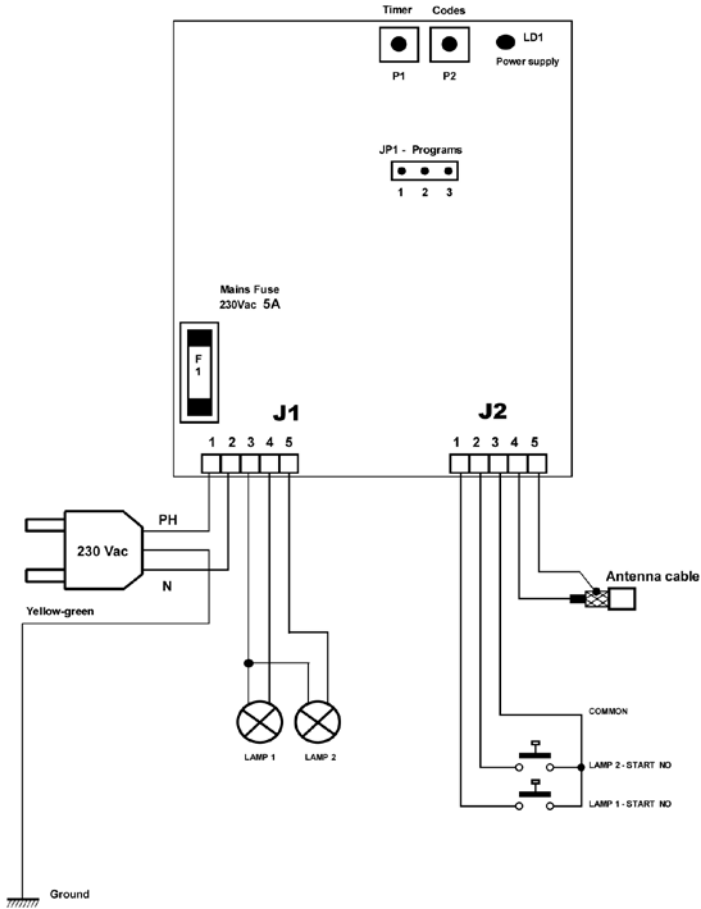 Timer Codes
LD1
Power supply
P1 P2
JP1 - Programs
1 2 3
Mains Fuse
230Vac 5A
F
1
J1 J2
1 2 3 4 5 1 2 3 4 5
PH
230 Vac
N
Antenna cable
Yellow-green
COMMON
LAMP 1 LAMP 2
LAMP 2 - START NO
LAMP 1 - START NO
Ground